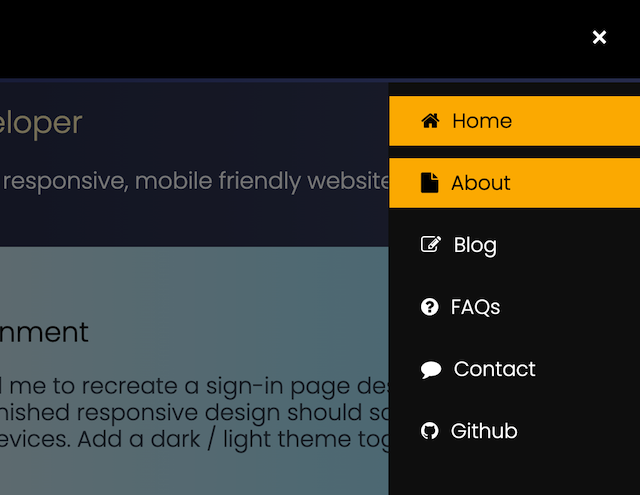 eloper
responsive, mobile friendly website
nment
me to recreate a sign-in page des
nished responsive design should sc
evices. Add a dark / light theme tog
Home
About
Blog
FAQs
Contact
Github